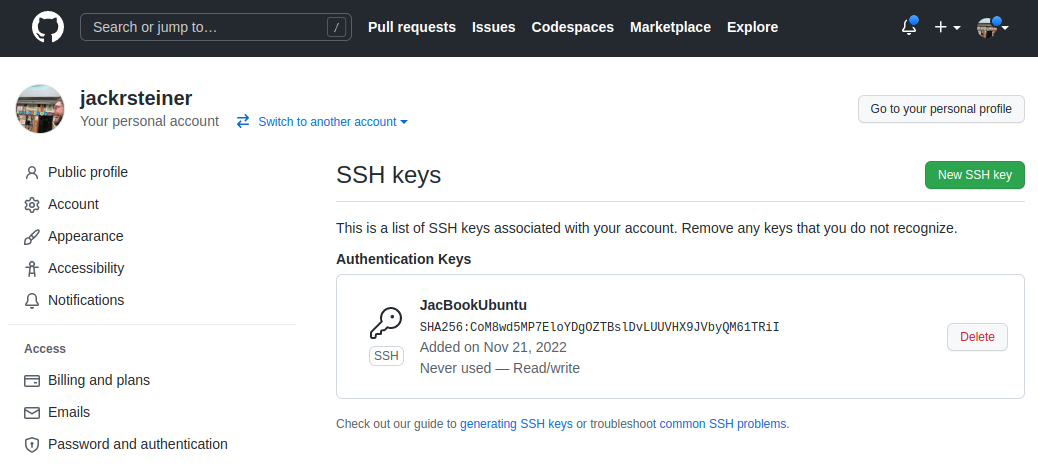 Search or jump to… /
Pull requests Issues Codespaces Marketplace Explore
jackrsteiner
Your personal account Switch to another account
Go to your personal profile
Public profile
Account
Appearance
Accessibility
Notifications
Access
Billing and plans
Emails
Password and authentication
SSH keys
New SSH key
This is a list of SSH keys associated with your account. Remove any keys that you do not recognize.
Authentication Keys
JacBookUbuntu
SHA256:CoM8wd5MP7EloYDgOZTBslDvLUUVHX9JVbyQM61TRiI
Added on Nov 21, 2022
Never used — Read/write
SSH
Delete
Check out our guide to generating SSH keys or troubleshoot common SSH problems.